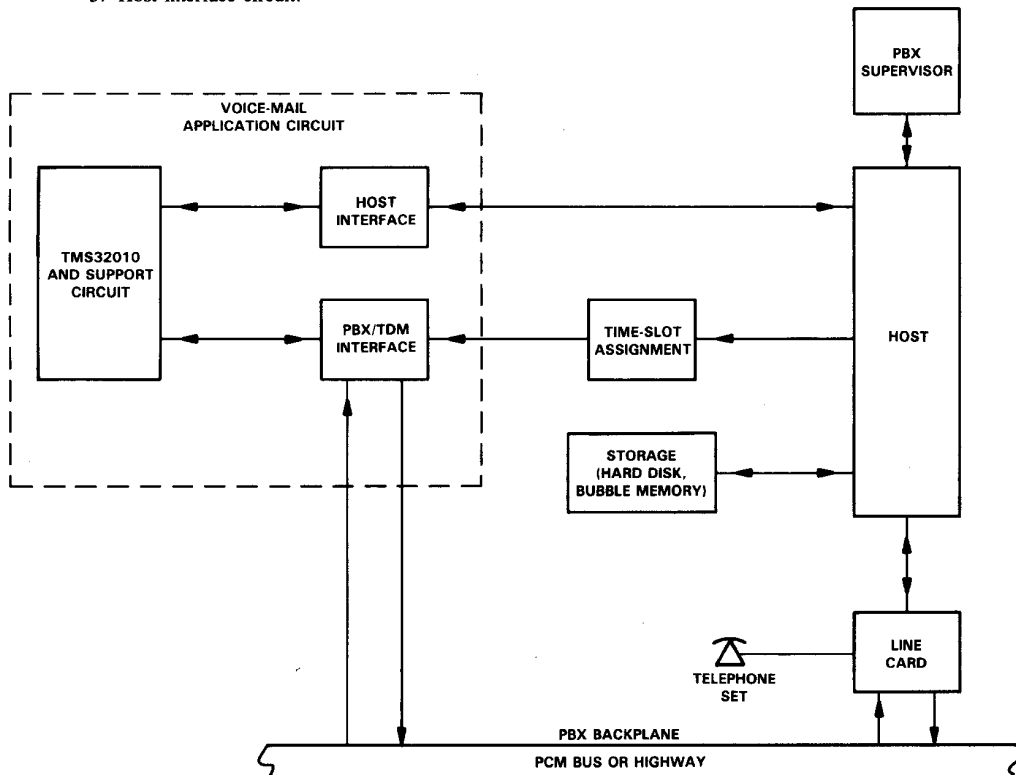 3. Host interface circuit.
PBX
SUPERVISOR
VOICE-MAIL
APPLICATION CIRCUIT
HOST
INTERFACE
TMS32010
AND SUPPORT
CIRCUIT
PBX/TDM
INTERFACE
TIME-SLOT
ASSIGNMENT
HOST
STORAGE
(HARD DISK,
BUBBLE MEMORY)
LINE
CARD
TELEPHONE
SET
PBX BACKPLANE
PCM BUS OR HIGHWAY